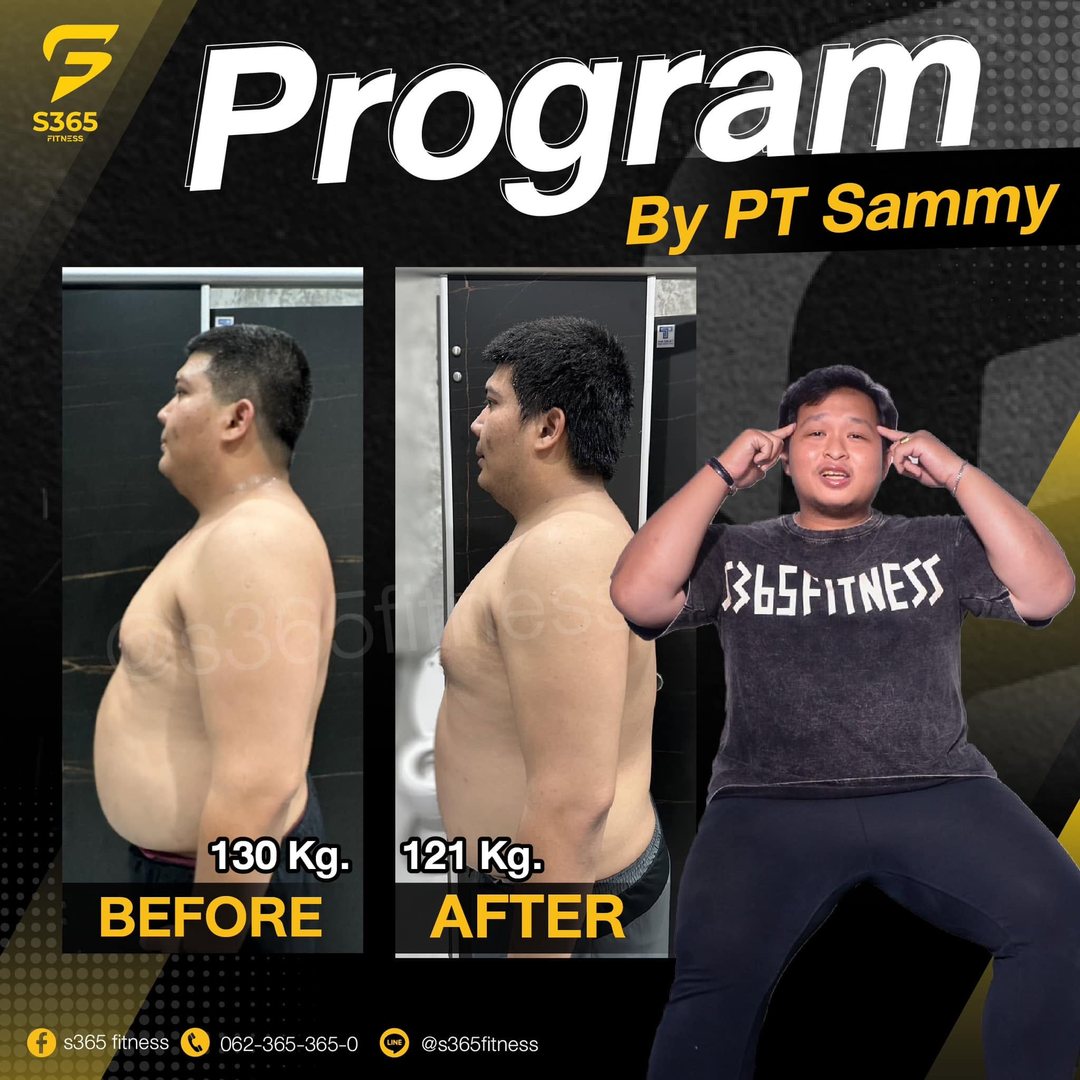 S365
FITNESS
Program
By PT Sammy
@s365fitness
S365FITNESS
130 Kg.
121 Kg.
BEFORE
AFTER
s365 fitness
062-365-365-0
LINE
@s365fitness